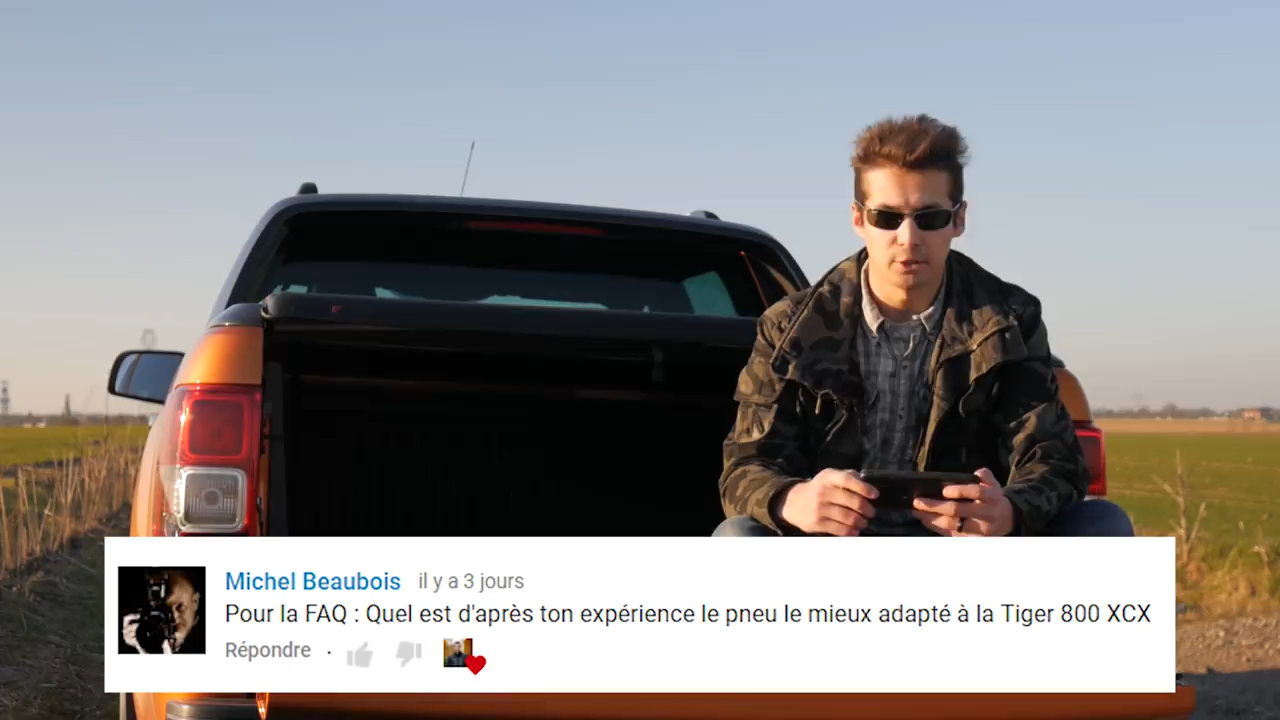 Michel Beaubois il y a 3 jours
Pour la FAQ : Quel est d'après ton expérience le pneu le mieux adapté à la Tiger 800 XCX
Répondre ·